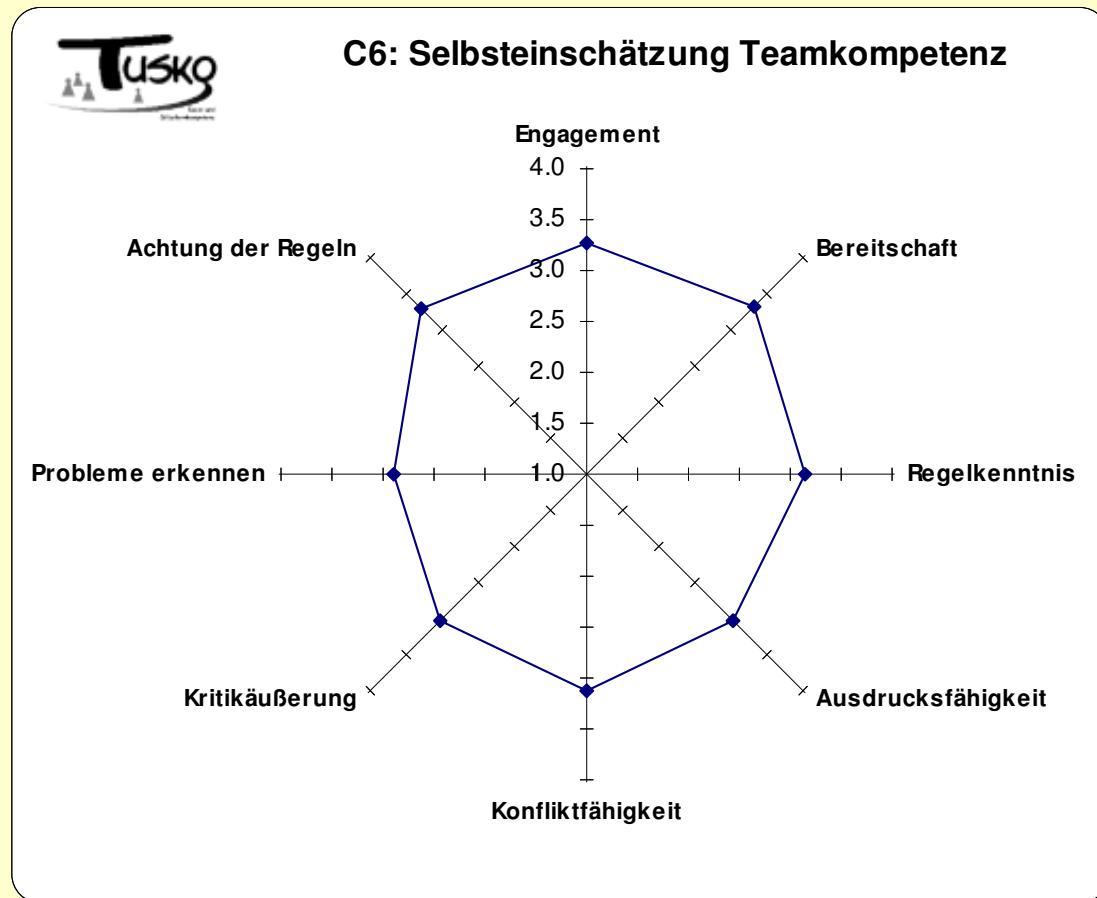 TUSKO
C6: Selbsteinschätzung Teamkompetenz
Engagement
4.0
3.5
3.0
2.5
2.0
1.5
1.0
Achtung der Regeln
Bereitschaft
Probleme erkennen
Regelkenntnis
Kritikäußerung
Ausdrucksfähigkeit
Konfliktfähigkeit